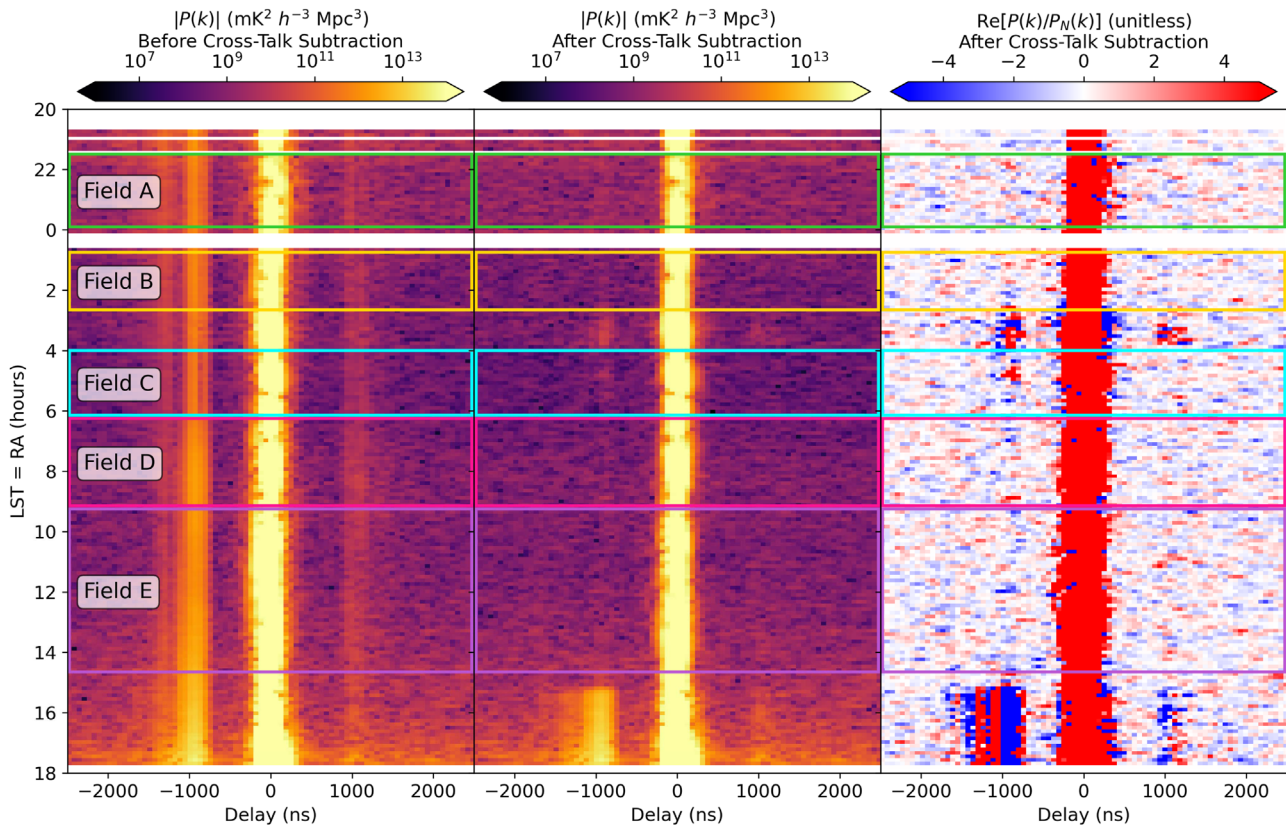 |P(k)| (mK² h⁻³ Mpc³)
Before Cross-Talk Subtraction
10⁷ 10⁹ 10¹¹ 10¹³
|P(k)| (mK² h⁻³ Mpc³)
After Cross-Talk Subtraction
10⁷ 10⁹ 10¹¹ 10¹³
Re[P(k)/P_N(k)] (unitless)
After Cross-Talk Subtraction
−4 −2 0 2 4
LST = RA (hours)
20
22
0
2
4
6
8
10
12
14
16
18
Field A
Field B
Field C
Field D
Field E
−2000 −1000 0 1000 2000
Delay (ns)
−2000 −1000 0 1000 2000
Delay (ns)
−2000 −1000 0 1000 2000
Delay (ns)